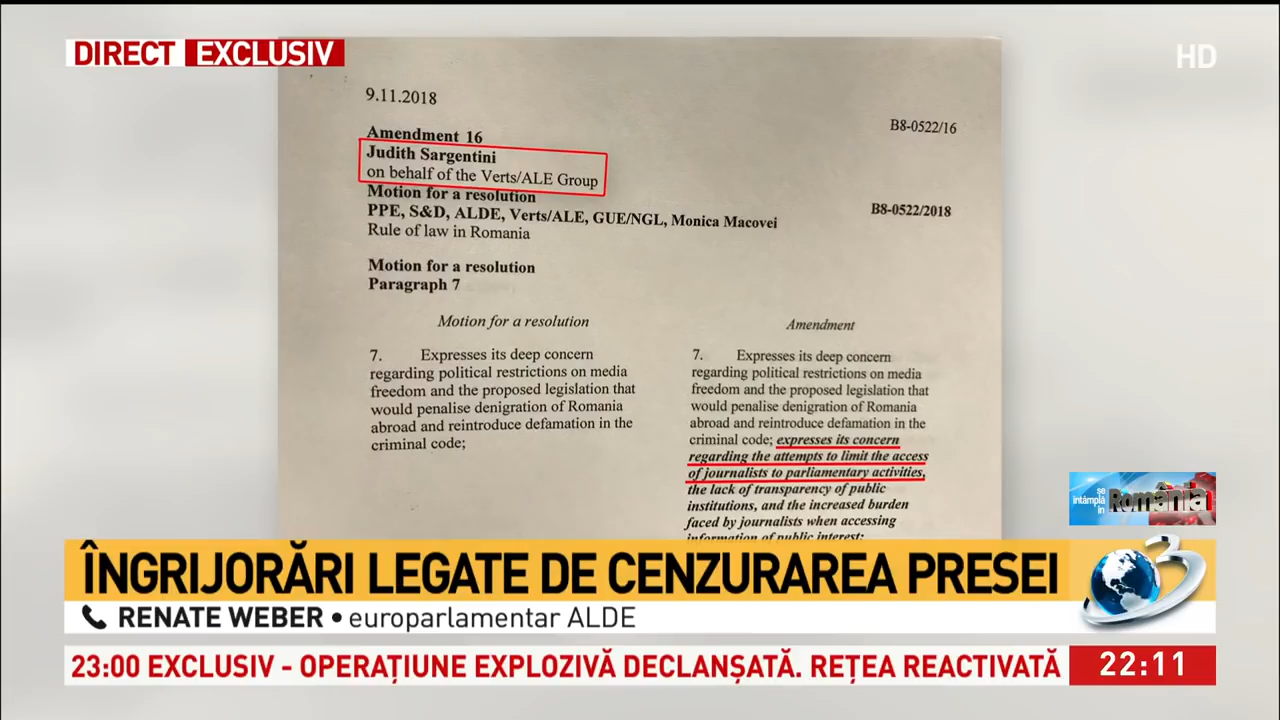 DIRECT EXCLUSIV
HD
9.11.2018
B8-0522/16
Amendment 16
Judith Sargentini
on behalf of the Verts/ALE Group
Motion for a resolution
B8-0522/2018
PPE, S&D, ALDE, Verts/ALE, GUE/NGL, Monica Macovei
Rule of law in Romania
Motion for a resolution
Paragraph 7
Motion for a resolution
7. Expresses its deep concern
regarding political restrictions on media
freedom and the proposed legislation that
would penalise denigration of Romania
abroad and reintroduce defamation in the
criminal code;
Amendment
7. Expresses its deep concern
regarding political restrictions on media
freedom and the proposed legislation that
would penalise denigration of Romania
abroad and reintroduce defamation in the
criminal code; expresses its concern
regarding the attempts to limit the access
of journalists to parliamentary activities,
the lack of transparency of public
institutions, and the increased burden
faced by journalists when accessing
information of public interest;
se
întâmplă
în
România
ÎNGRIJORĂRI LEGATE DE CENZURAREA PRESEI
3
RENATE WEBER • europarlamentar ALDE
23:00 EXCLUSIV - OPERAȚIUNE EXPLOZIVĂ DECLANȘATĂ. REȚEA REACTIVATĂ
22:11